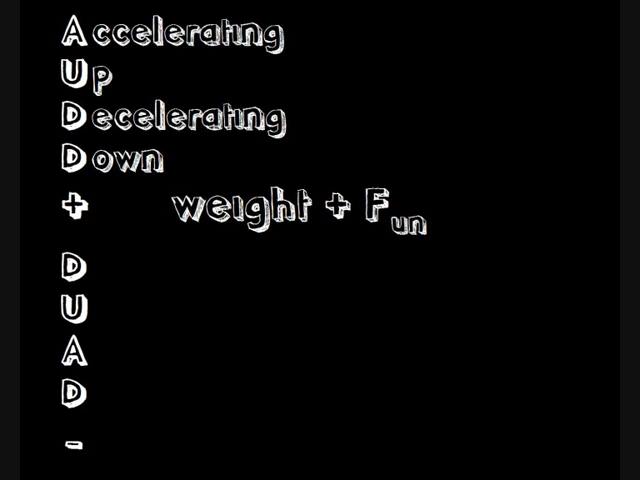 Accelerating
Up
Decelerating
Down
+ weight + Fun
D
U
A
D
-